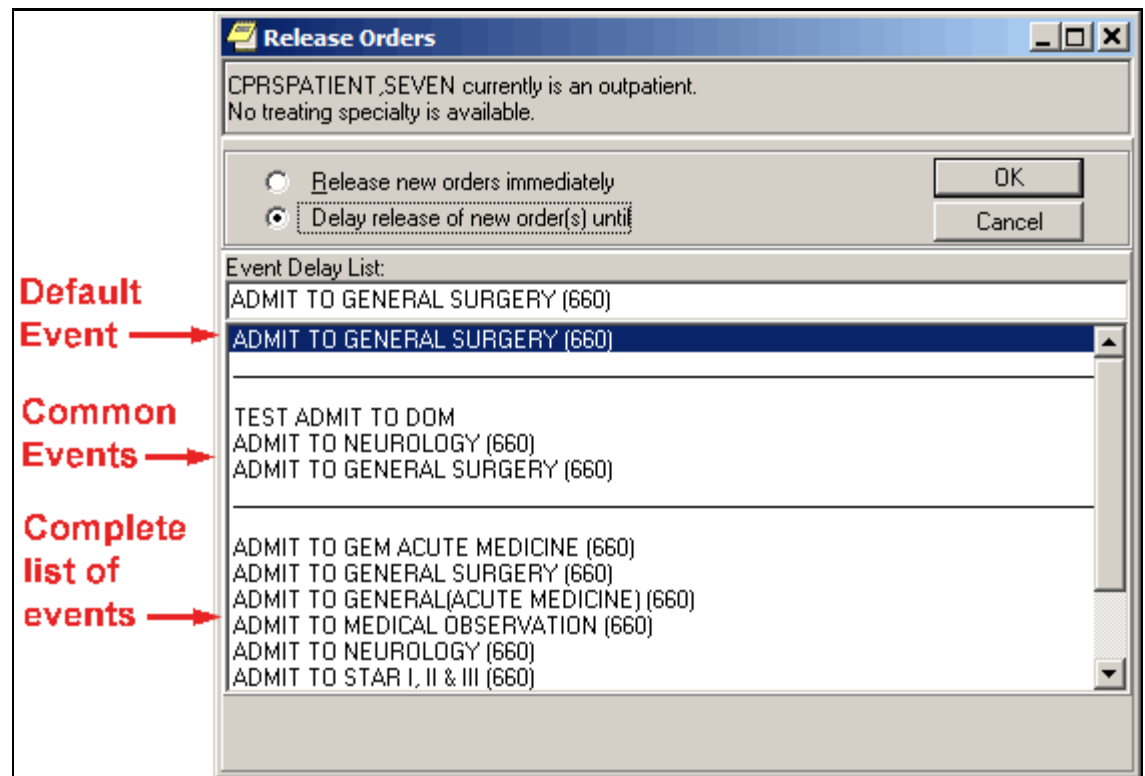 Release Orders
CPRSPATIENT,SEVEN currently is an outpatient.
No treating specialty is available.
Release new orders immediately
OK
Delay release of new order(s) until
Cancel
Event Delay List:
Default
Event
ADMIT TO GENERAL SURGERY (660)
ADMIT TO GENERAL SURGERY (660)
Common
Events
TEST ADMIT TO DOM
ADMIT TO NEUROLOGY (660)
ADMIT TO GENERAL SURGERY (660)
Complete
list of
events
ADMIT TO GEM ACUTE MEDICINE (660)
ADMIT TO GENERAL SURGERY (660)
ADMIT TO GENERAL(ACUTE MEDICINE) (660)
ADMIT TO MEDICAL OBSERVATION (660)
ADMIT TO NEUROLOGY (660)
ADMIT TO STAR I, II & III (660)